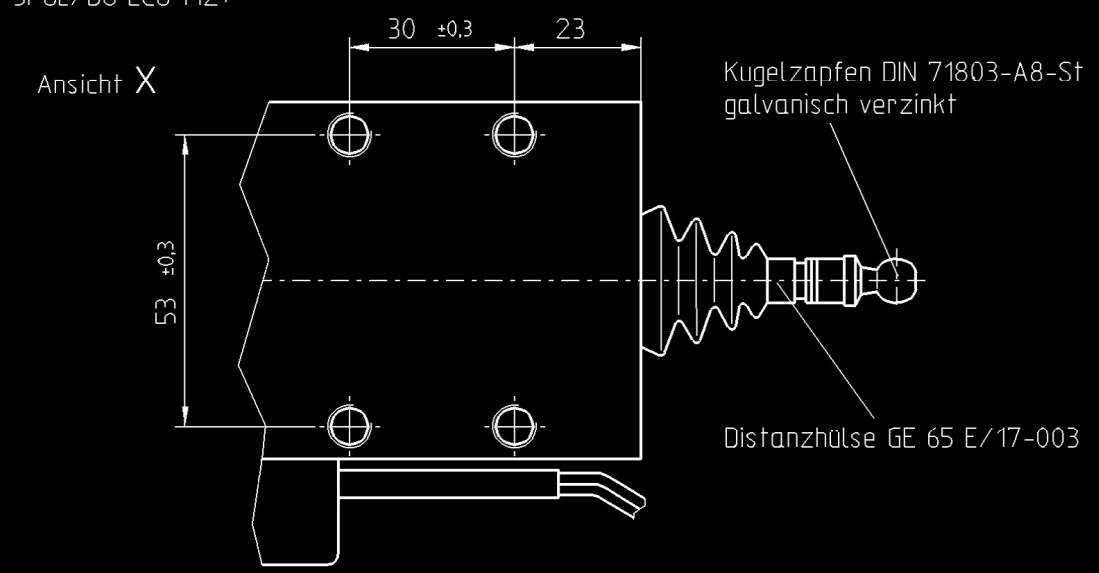 30 ±0,3
23
Ansicht X
Kugelzapfen DIN 71803-A8-St
galvanisch verzinkt
53 ±0,3
Distanzhülse GE 65 E/17-003